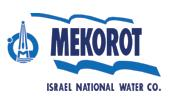 MEKOROT
ISRAEL NATIONAL WATER CO.